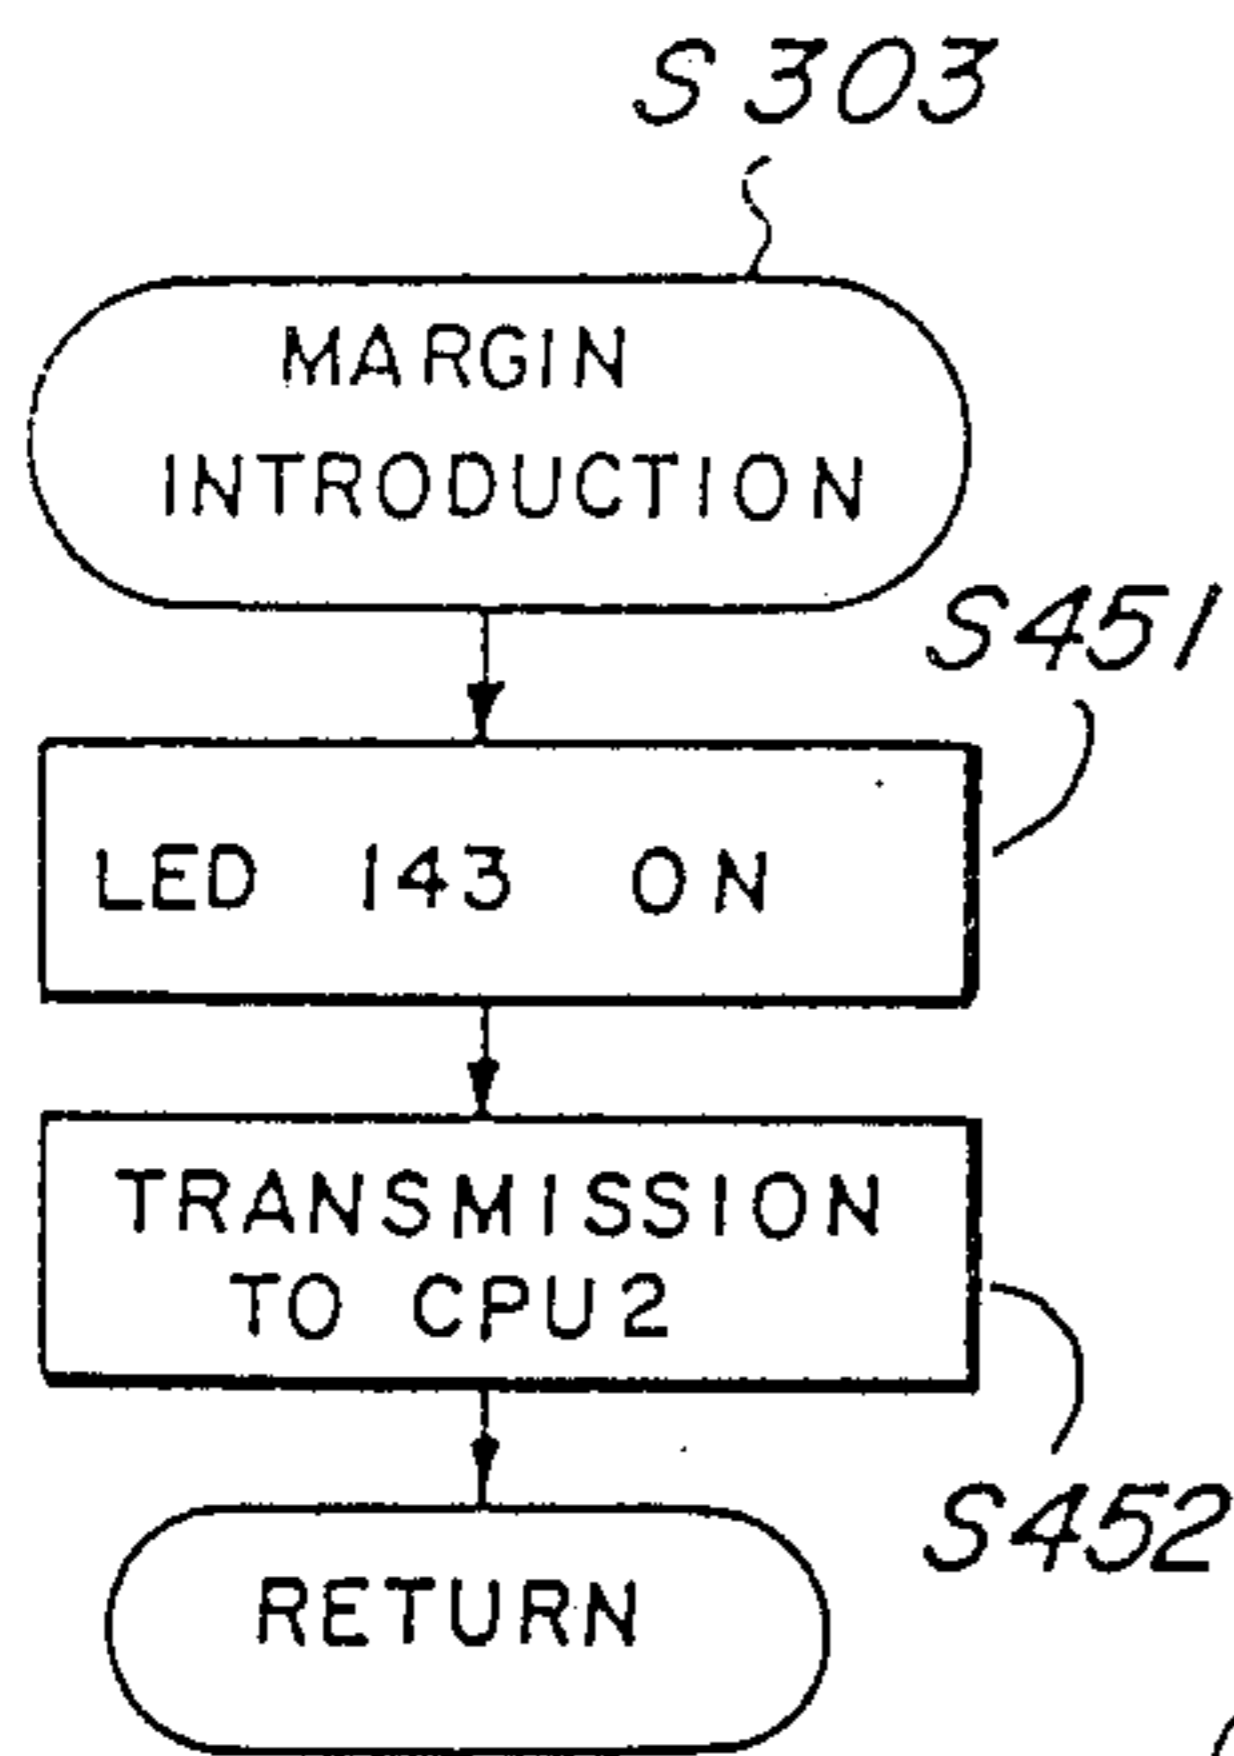 S303
MARGIN
INTRODUCTION
S451
LED 143 ON
TRANSMISSION
TO CPU2
S452
RETURN